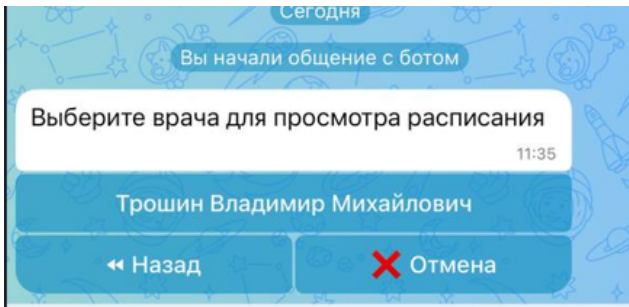 Сегодня
Вы начали общение с ботом
Выберите врача для просмотра расписания
11:35
Трошин Владимир Михайлович
⏪ Назад
❌ Отмена